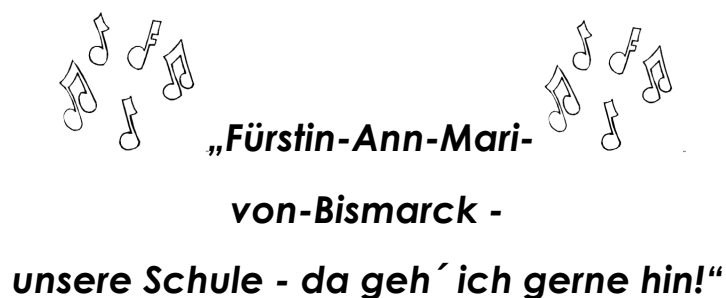 „Fürstin-Ann-Mari-
von-Bismarck -
unsere Schule - da geh´ ich gerne hin!“